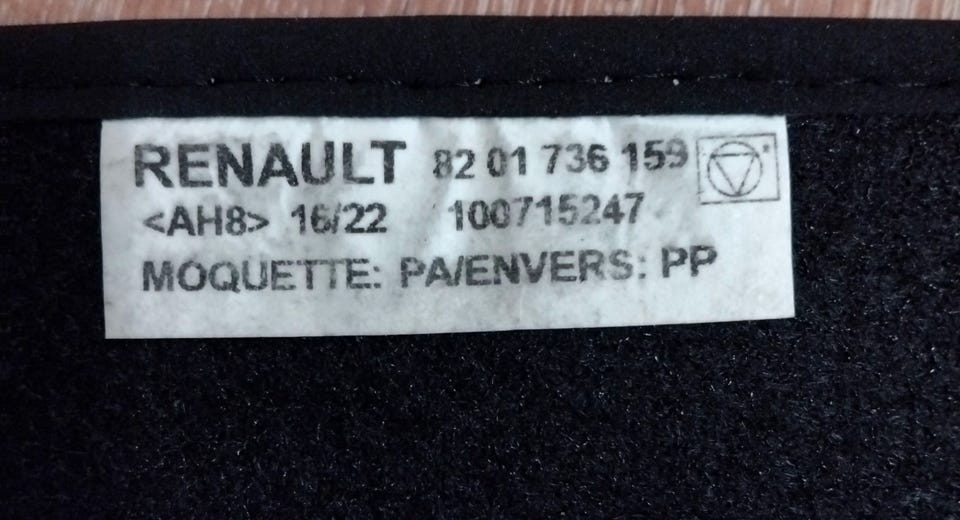 RENAULT 82 01 736 159
<AH8> 16/22 100715247
MOQUETTE: PA/ENVERS: PP